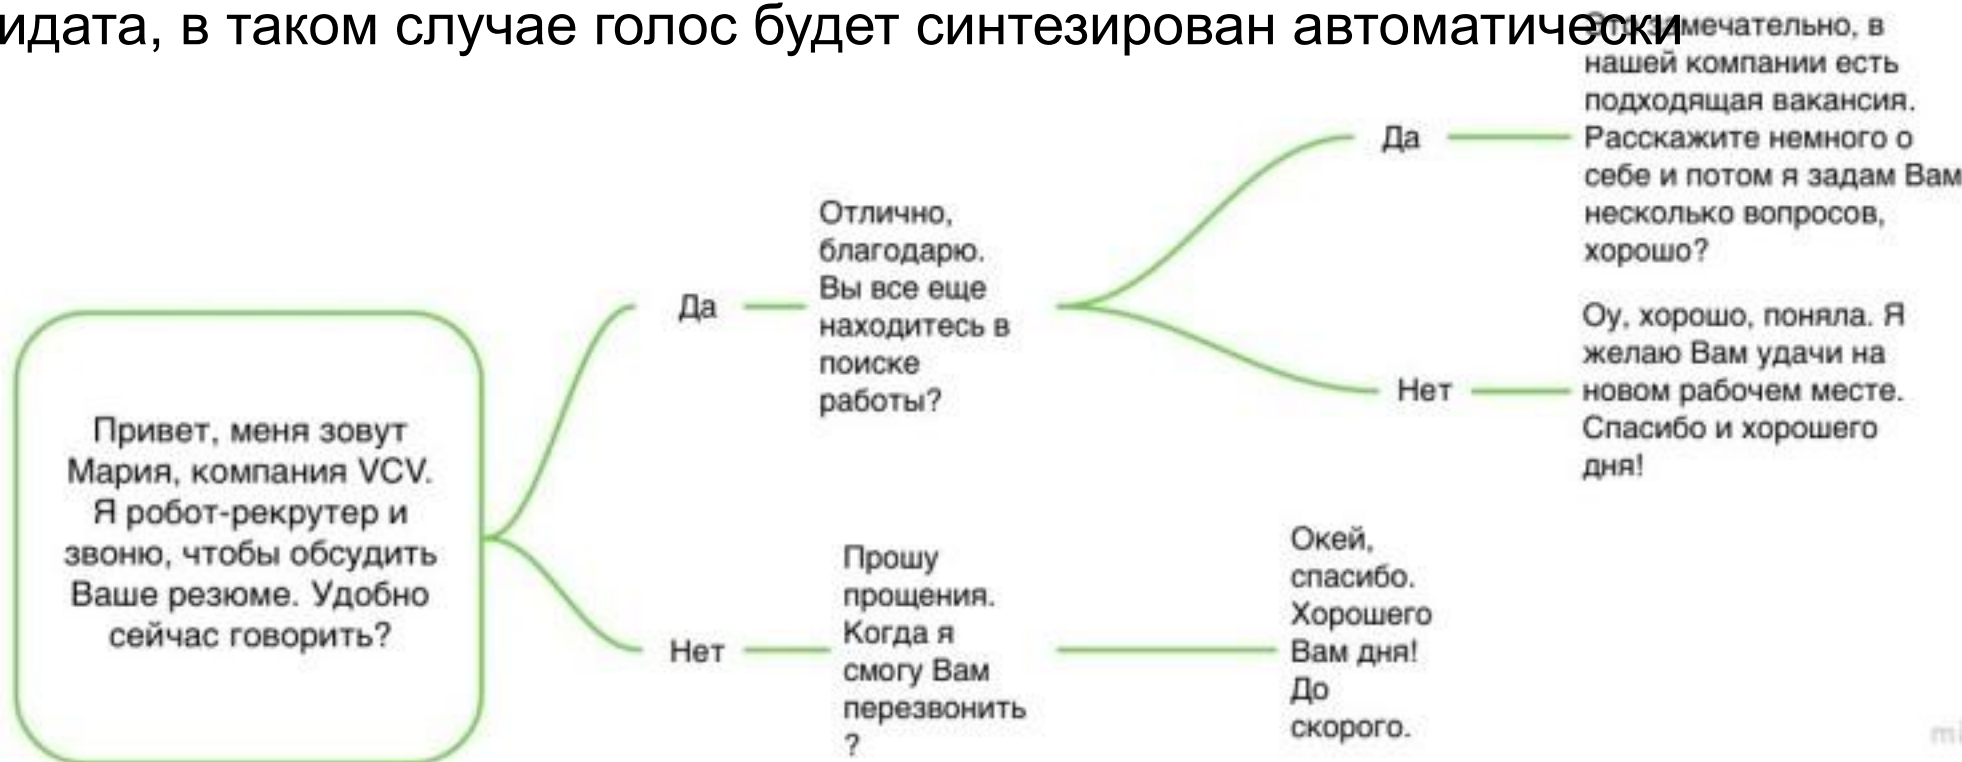 идата, в таком случае голос будет синтезирован автоматически
Это замечательно, в
нашей компании есть
подходящая вакансия.
Расскажите немного о
себе и потом я задам Вам
несколько вопросов,
хорошо?
Да
Отлично,
благодарю.
Вы все еще
находитесь в
поиске
работы?
Да
Оу, хорошо, поняла. Я
желаю Вам удачи на
новом рабочем месте.
Спасибо и хорошего
дня!
Нет
Привет, меня зовут
Мария, компания VCV.
Я робот-рекрутер и
звоню, чтобы обсудить
Ваше резюме. Удобно
сейчас говорить?
Нет
Прошу
прощения.
Когда я
смогу Вам
перезвонить
?
Окей,
спасибо.
Хорошего
Вам дня!
До
скорого.